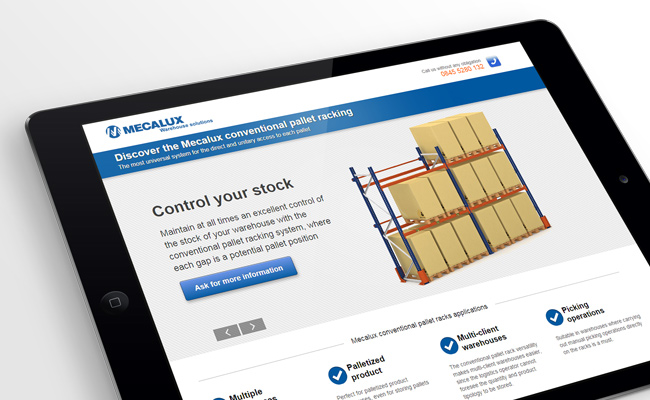 Call us without any obligation
0845 5280 132
MECALUX
Warehouse solutions
Discover the Mecalux conventional pallet racking
The most universal system for the direct and unitary access to each pallet
Control your stock
Maintain at all times an excellent control of
the stock of your warehouse with the
conventional pallet racking system, where
each gap is a potential pallet position
Ask for more information
Mecalux conventional pallet racks applications
Multiple
Palletized
product
Perfect for palletized product
even for storing pallets
Multi-client
warehouses
The conventional pallet rack versatility
makes multi-client warehouses easier,
since the logistics operator cannot
foresee the quantity and product
tipology to be stored.
Picking
operations
Suitable in warehouses where carrying
out manual picking operations directly
on the racks is a must.